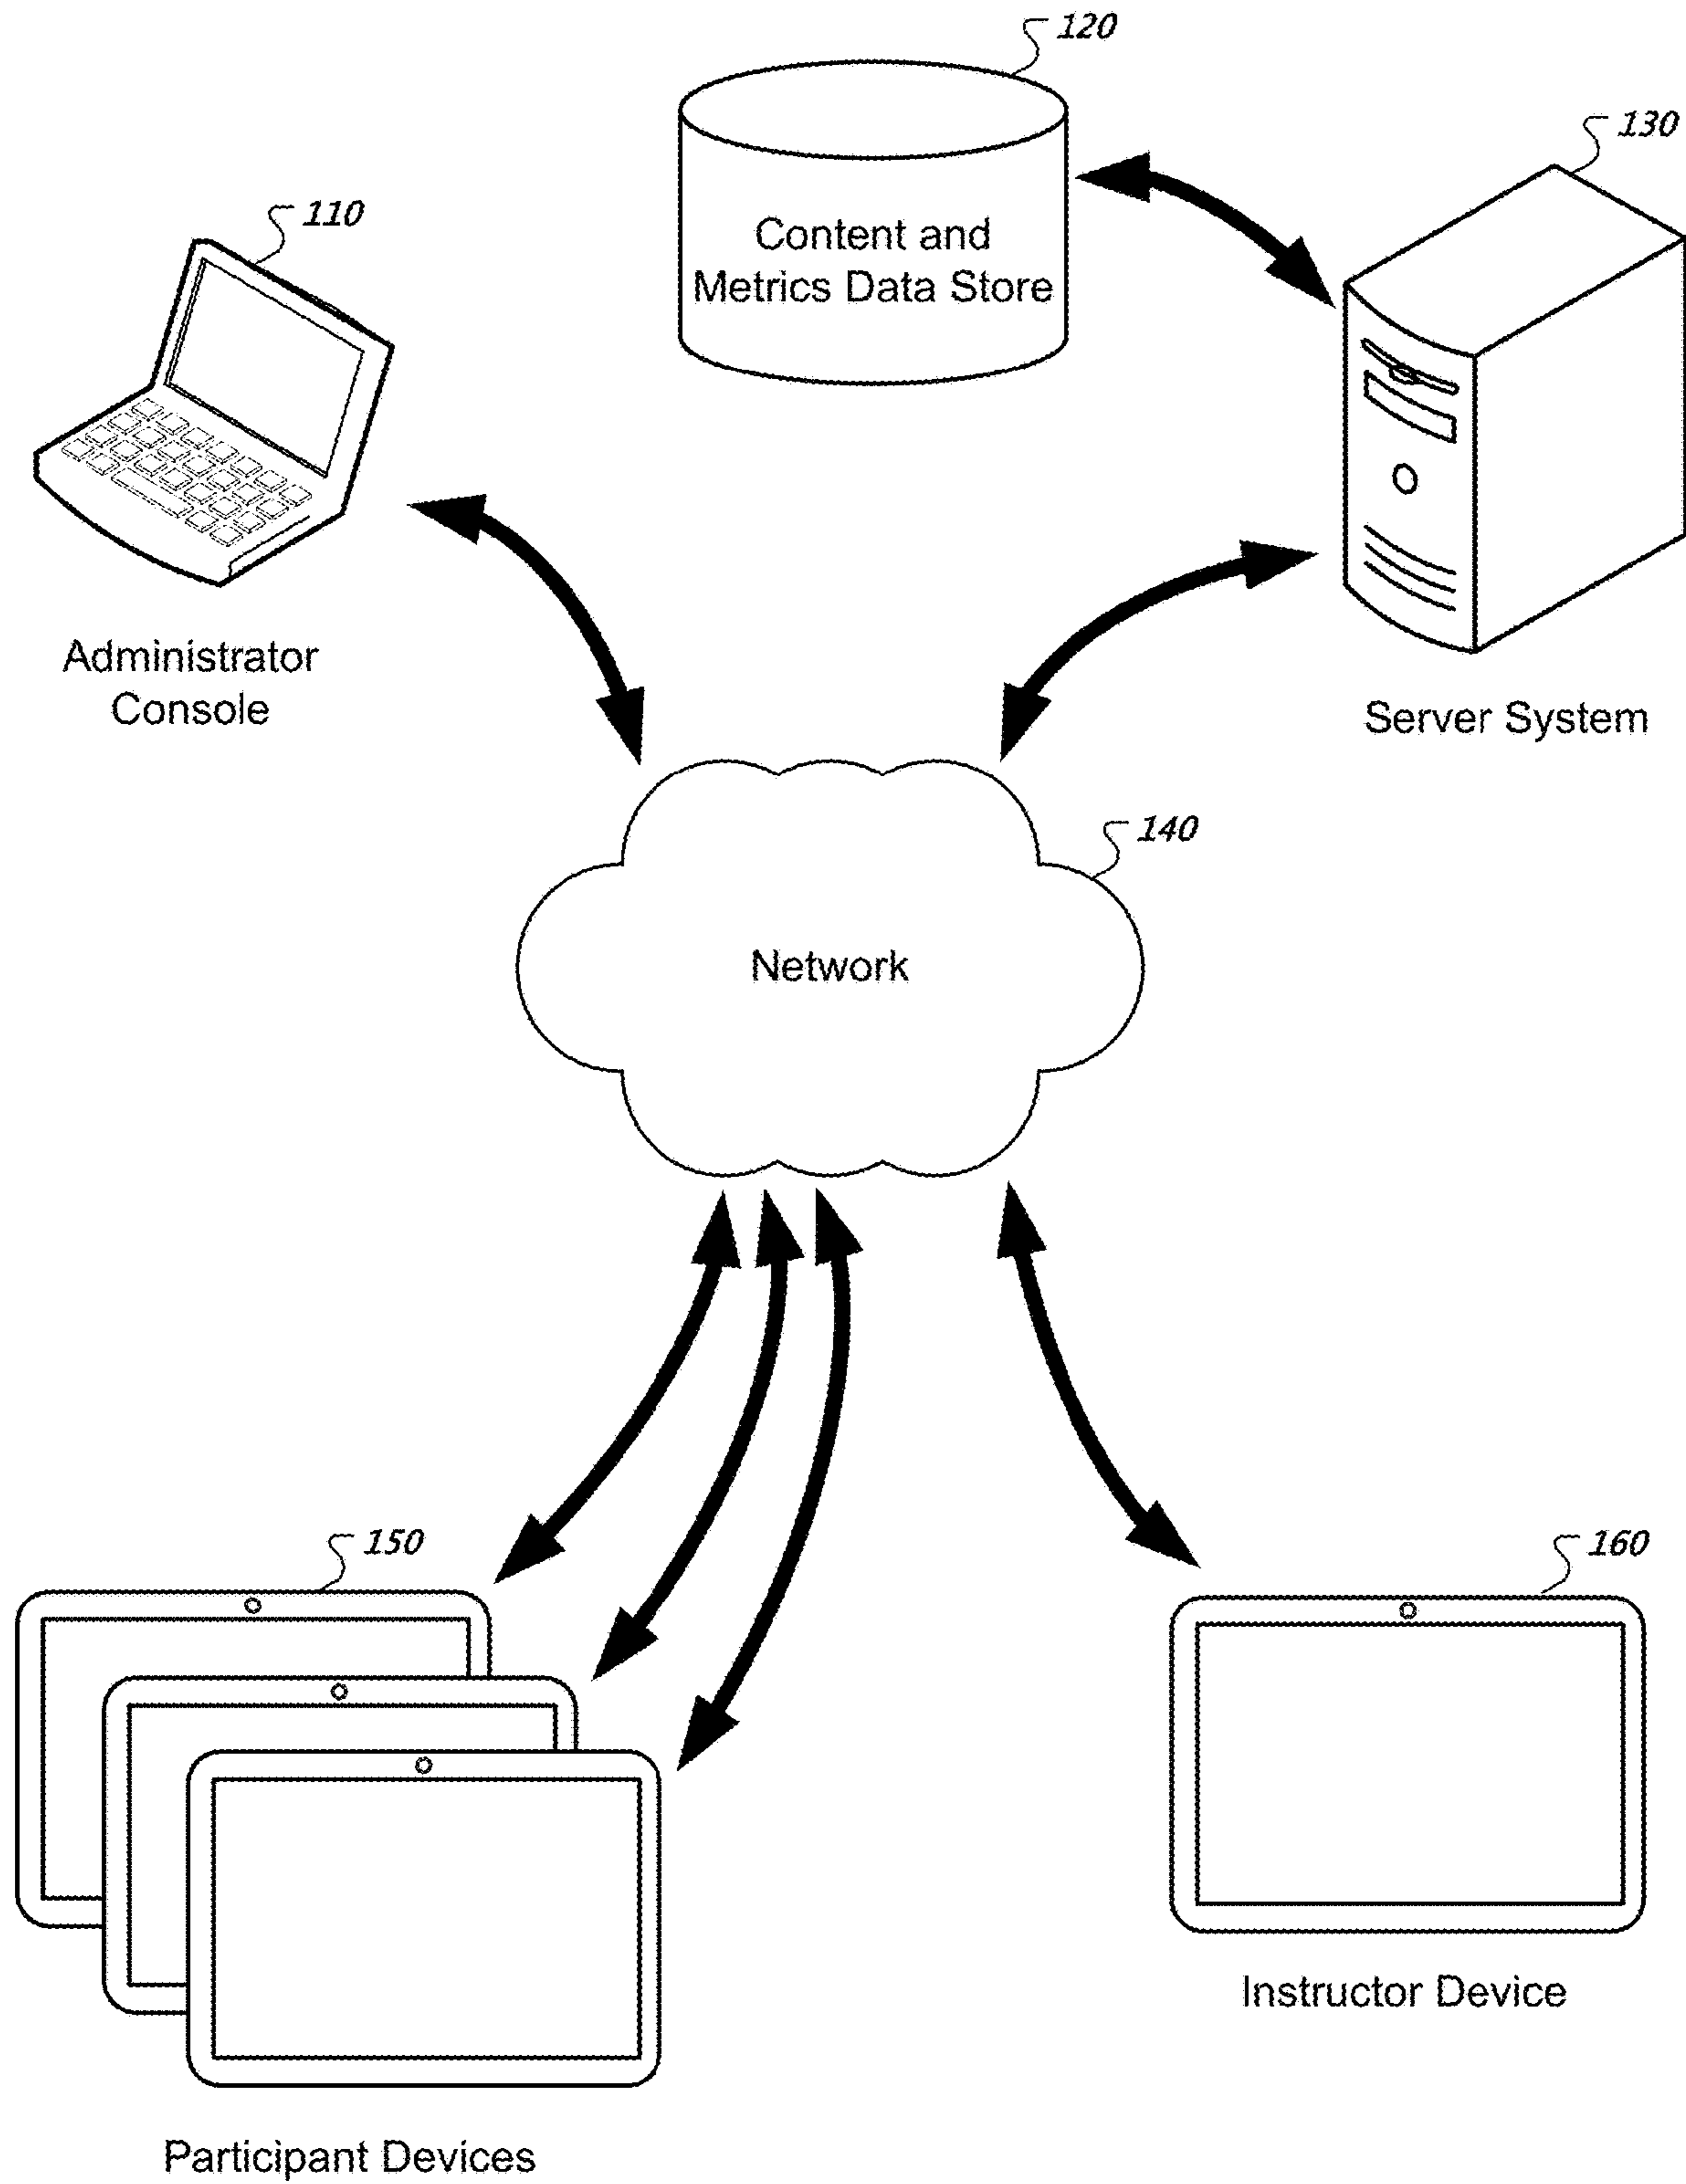 120
130
110
Content and
Metrics Data Store
Administrator
Console
Server System
140
Network
150
160
Instructor Device
Participant Devices